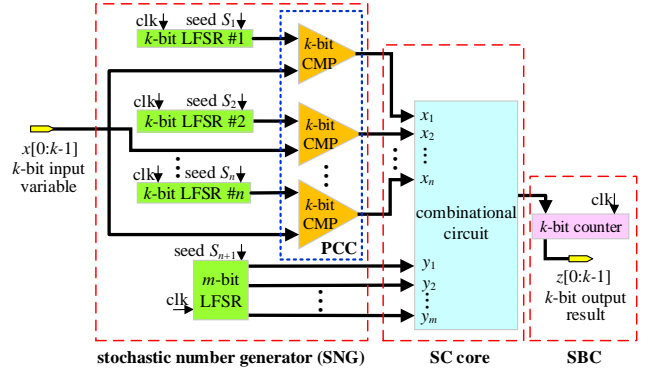 clk seed S1
k-bit LFSR #1
k-bit
CMP
clk seed S2
k-bit LFSR #2
k-bit
CMP
x[0:k-1]
k-bit input
variable
clk seed Sn
k-bit LFSR #n
k-bit
CMP
PCC
seed Sn+1
m-bit
LFSR
clk
x1
x2
xn
combinational
circuit
y1
y2
ym
clk
k-bit counter
z[0:k-1]
k-bit output
result
stochastic number generator (SNG)
SC core
SBC